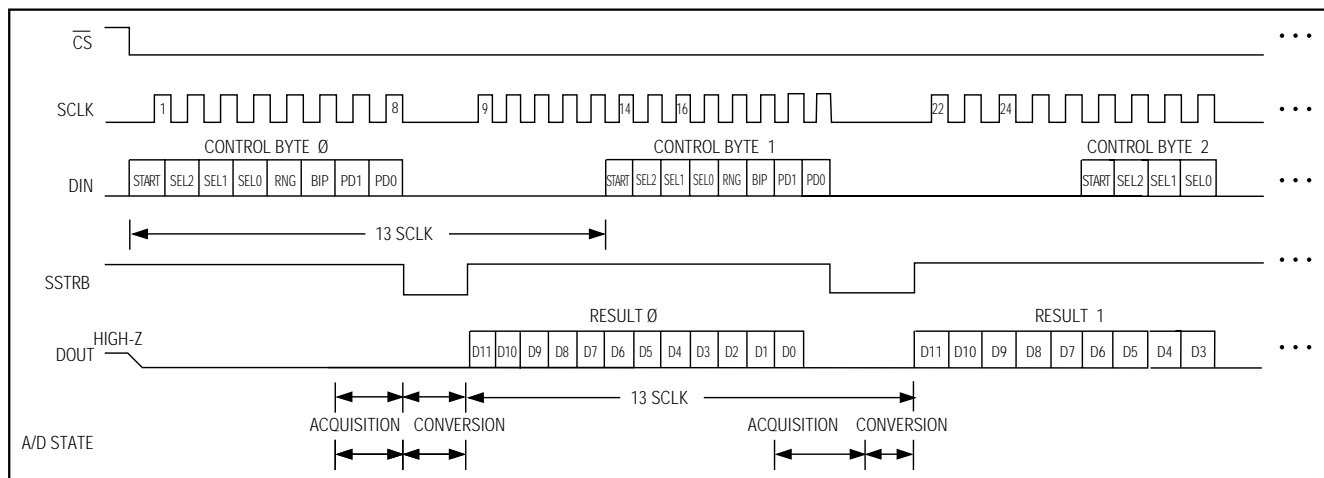 CS
SCLK 1 8 9 14 16 22 24
CONTROL BYTE Ø CONTROL BYTE 1 CONTROL BYTE 2
DIN START SEL2 SEL1 SEL0 RNG BIP PD1 PD0 START SEL2 SEL1 SEL0 RNG BIP PD1 PD0 START SEL2 SEL1 SEL0
13 SCLK
SSTRB
RESULT Ø RESULT 1
HIGH-Z
DOUT D11 D10 D9 D8 D7 D6 D5 D4 D3 D2 D1 D0 D11 D10 D9 D8 D7 D6 D5 D4 D3
13 SCLK
ACQUISITION CONVERSION ACQUISITION CONVERSION
A/D STATE